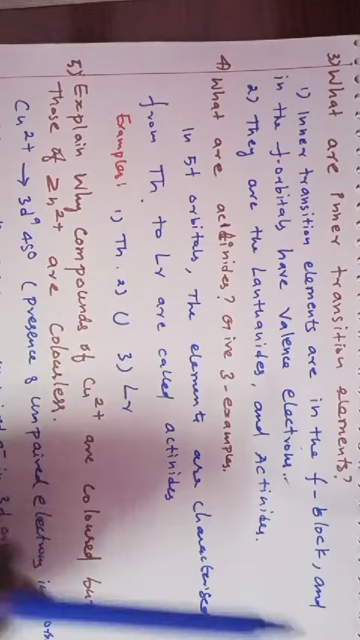 3) What are inner transition elements?
1) Inner transition elements are in the f-block, and
in the f-orbitals have valence electrons.
2) They are the Lanthanides, and Actinides.
4) What are actinides? Give 3-examples.
In 5f orbitals, The elements are characterised
from Th to Lr are called actinides
Examples: 1) Th. 2) U 3) Lr
5) Explain Why Compounds of Cu2+ are coloured but
Those of Zn2+ are Colourless.
Cu2+ → 3d9 4s0 (presence of unpaired electrons
in 3d